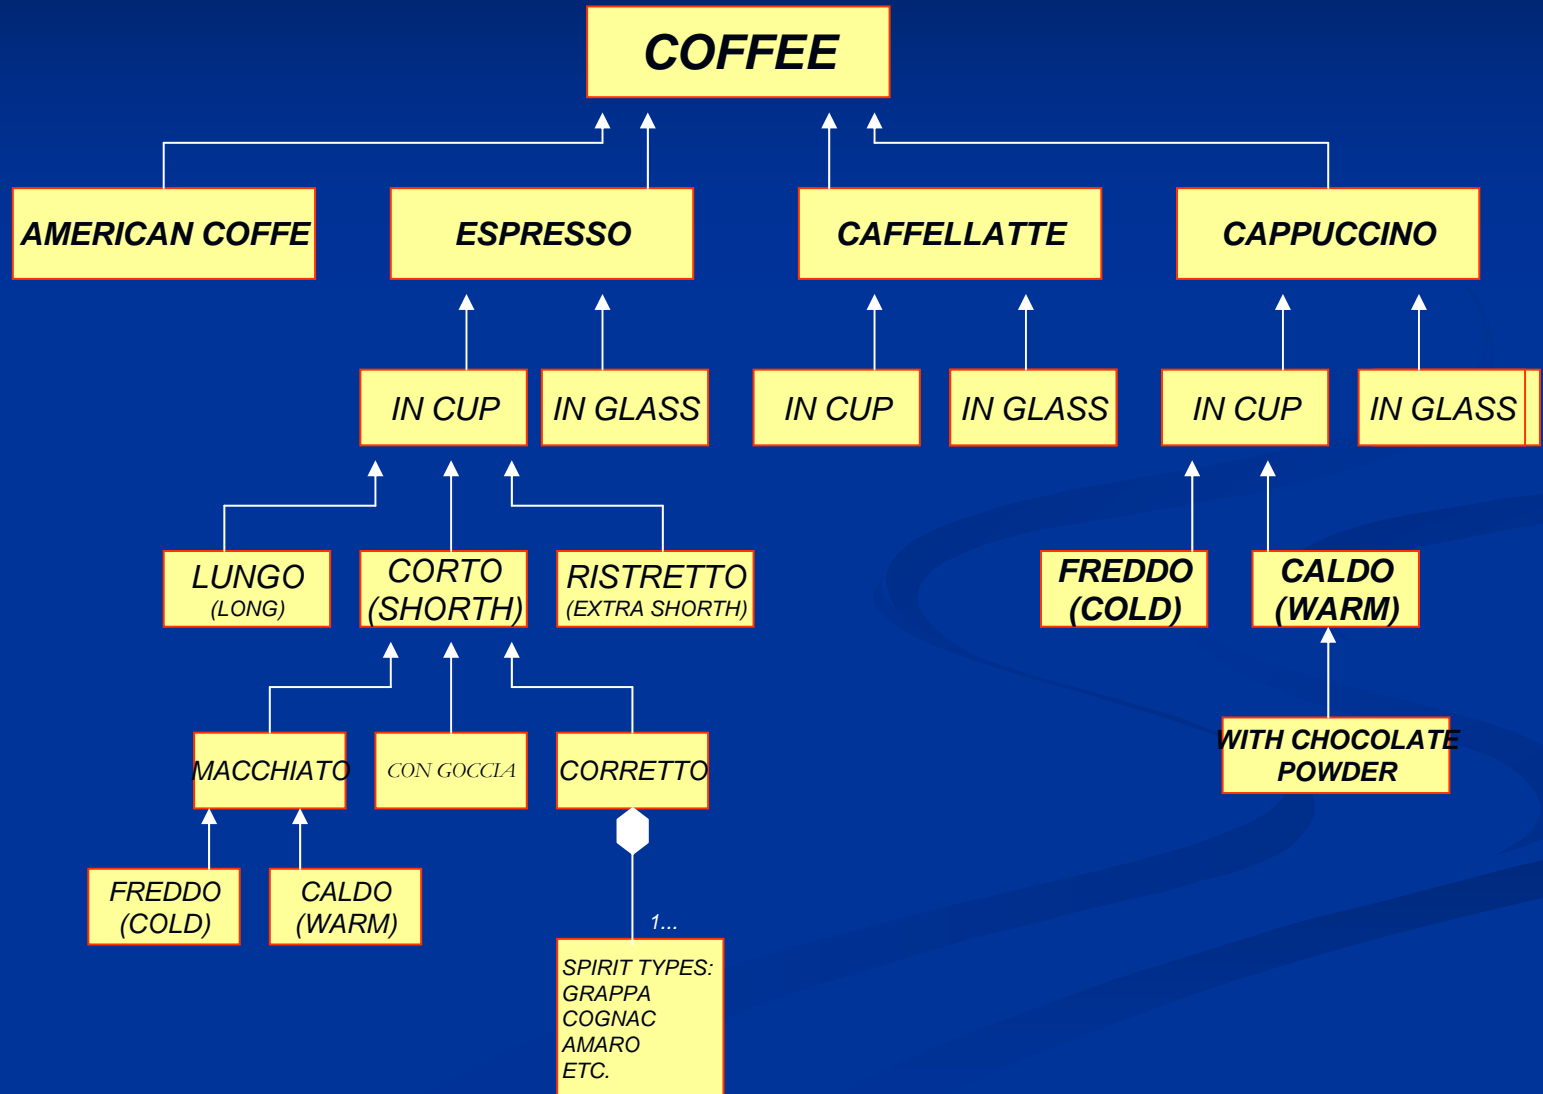 COFFEE
AMERICAN COFFE
ESPRESSO
CAFFELLATTE
CAPPUCCINO
IN CUP
IN GLASS
IN CUP
IN GLASS
IN CUP
IN GLASS
LUNGO
(LONG)
CORTO
(SHORTH)
RISTRETTO
(EXTRA SHORTH)
FREDDO
(COLD)
CALDO
(WARM)
MACCHIATO
CON GOCCIA
CORRETTO
WITH CHOCOLATE
POWDER
FREDDO
(COLD)
CALDO
(WARM)
1...
SPIRIT TYPES:
GRAPPA
COGNAC
AMARO
ETC.